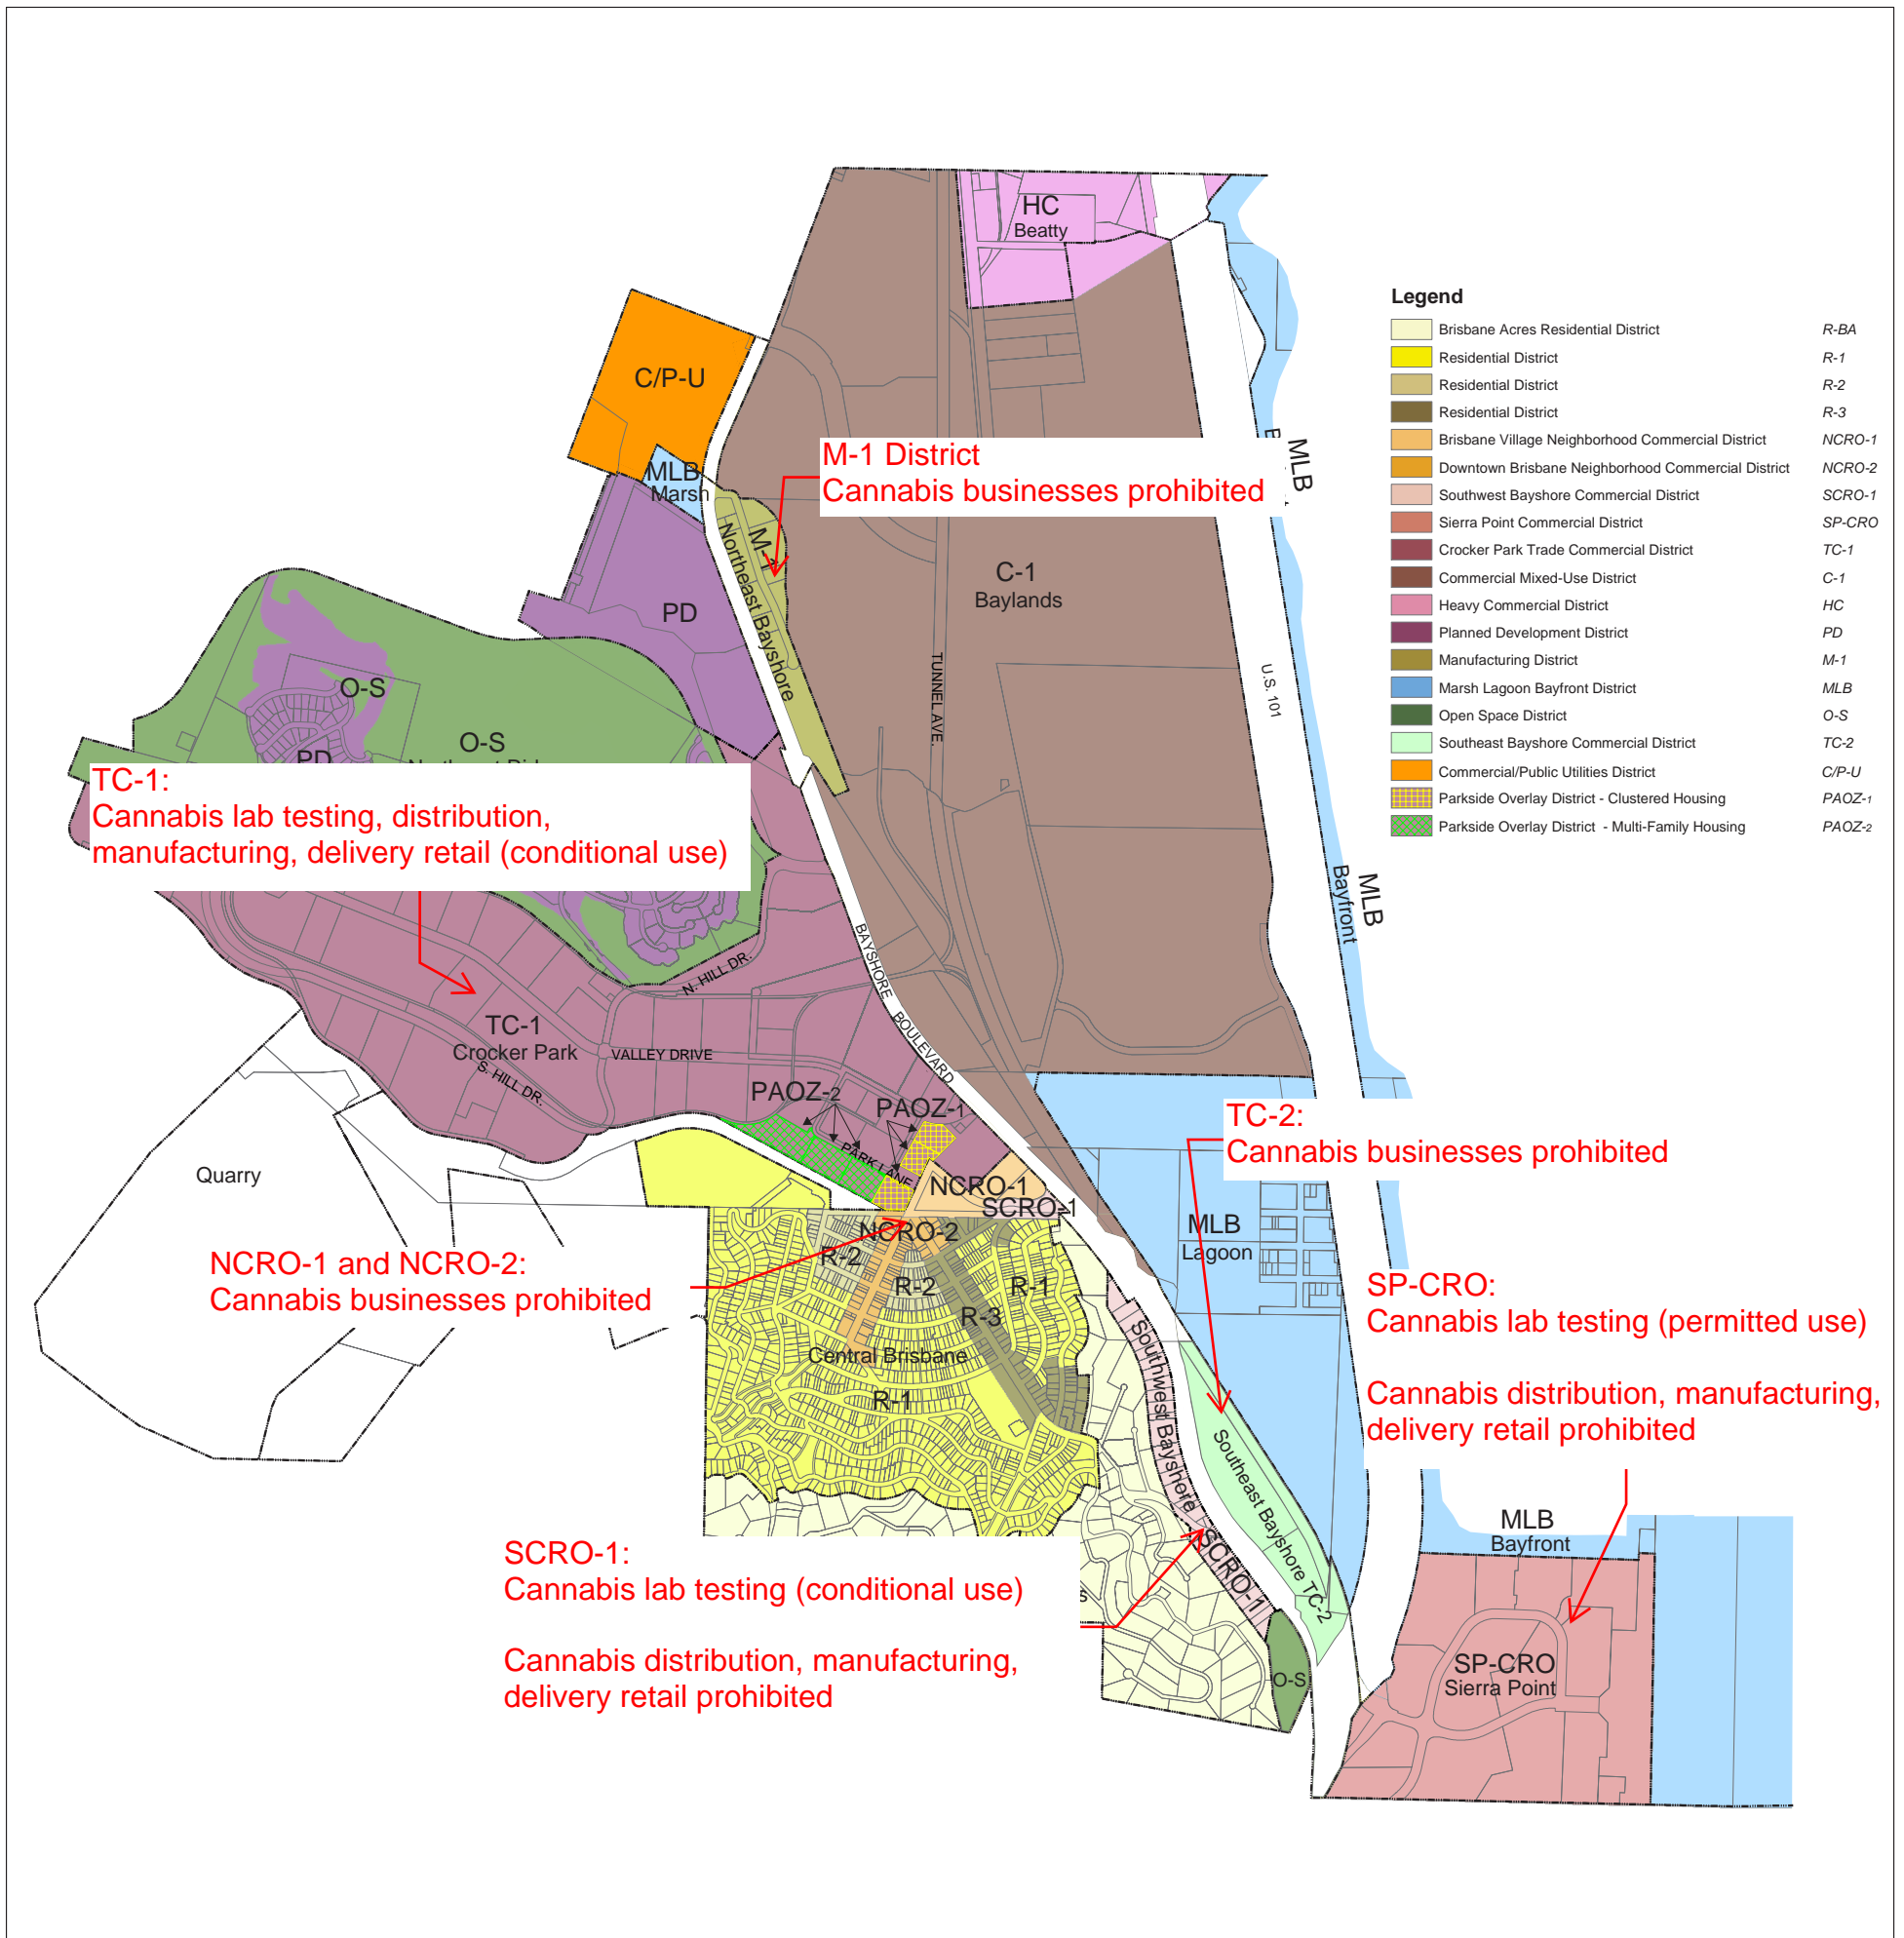 HC
Beatty
Legend
Brisbane Acres Residential District R-BA
Residential District R-1
Residential District R-2
Residential District R-3
Brisbane Village Neighborhood Commercial District NCRO-1
Downtown Brisbane Neighborhood Commercial District NCRO-2
Southwest Bayshore Commercial District SCRO-1
Sierra Point Commercial District SP-CRO
Crocker Park Trade Commercial District TC-1
Commercial Mixed-Use District C-1
Heavy Commercial District HC
Planned Development District PD
Manufacturing District M-1
Marsh Lagoon Bayfront District MLB
Open Space District O-S
Southeast Bayshore Commercial District TC-2
Commercial/Public Utilities District C/P-U
Parkside Overlay District - Clustered Housing PAOZ-1
Parkside Overlay District - Multi-Family Housing PAOZ-2
C/P-U
MLB
Marsh
M-1 District
Cannabis businesses prohibited
MLB
M-1
Northeast Bayshore
C-1
Baylands
PD
TUNNEL AVE.
U.S. 101
O-S
O-S
PD
TC-1:
Cannabis lab testing, distribution,
manufacturing, delivery retail (conditional use)
MLB
Bayfront
BAYSHORE BOULEVARD
N. HILL DR.
TC-1
Crocker Park
VALLEY DRIVE
S. HILL DR.
PAOZ-2
PAOZ-1
PARK LANE
TC-2:
Cannabis businesses prohibited
Quarry
NCRO-1
SCRO-1
MLB
Lagoon
NCRO-2
R-2
R-2
R-1
R-3
NCRO-1 and NCRO-2:
Cannabis businesses prohibited
SP-CRO:
Cannabis lab testing (permitted use)
Cannabis distribution, manufacturing,
delivery retail prohibited
Central Brisbane
R-1
Southwest Bayshore
SCRO-1
Southeast Bayshore TC-2
MLB
Bayfront
SCRO-1:
Cannabis lab testing (conditional use)
Cannabis distribution, manufacturing,
delivery retail prohibited
O-S
SP-CRO
Sierra Point